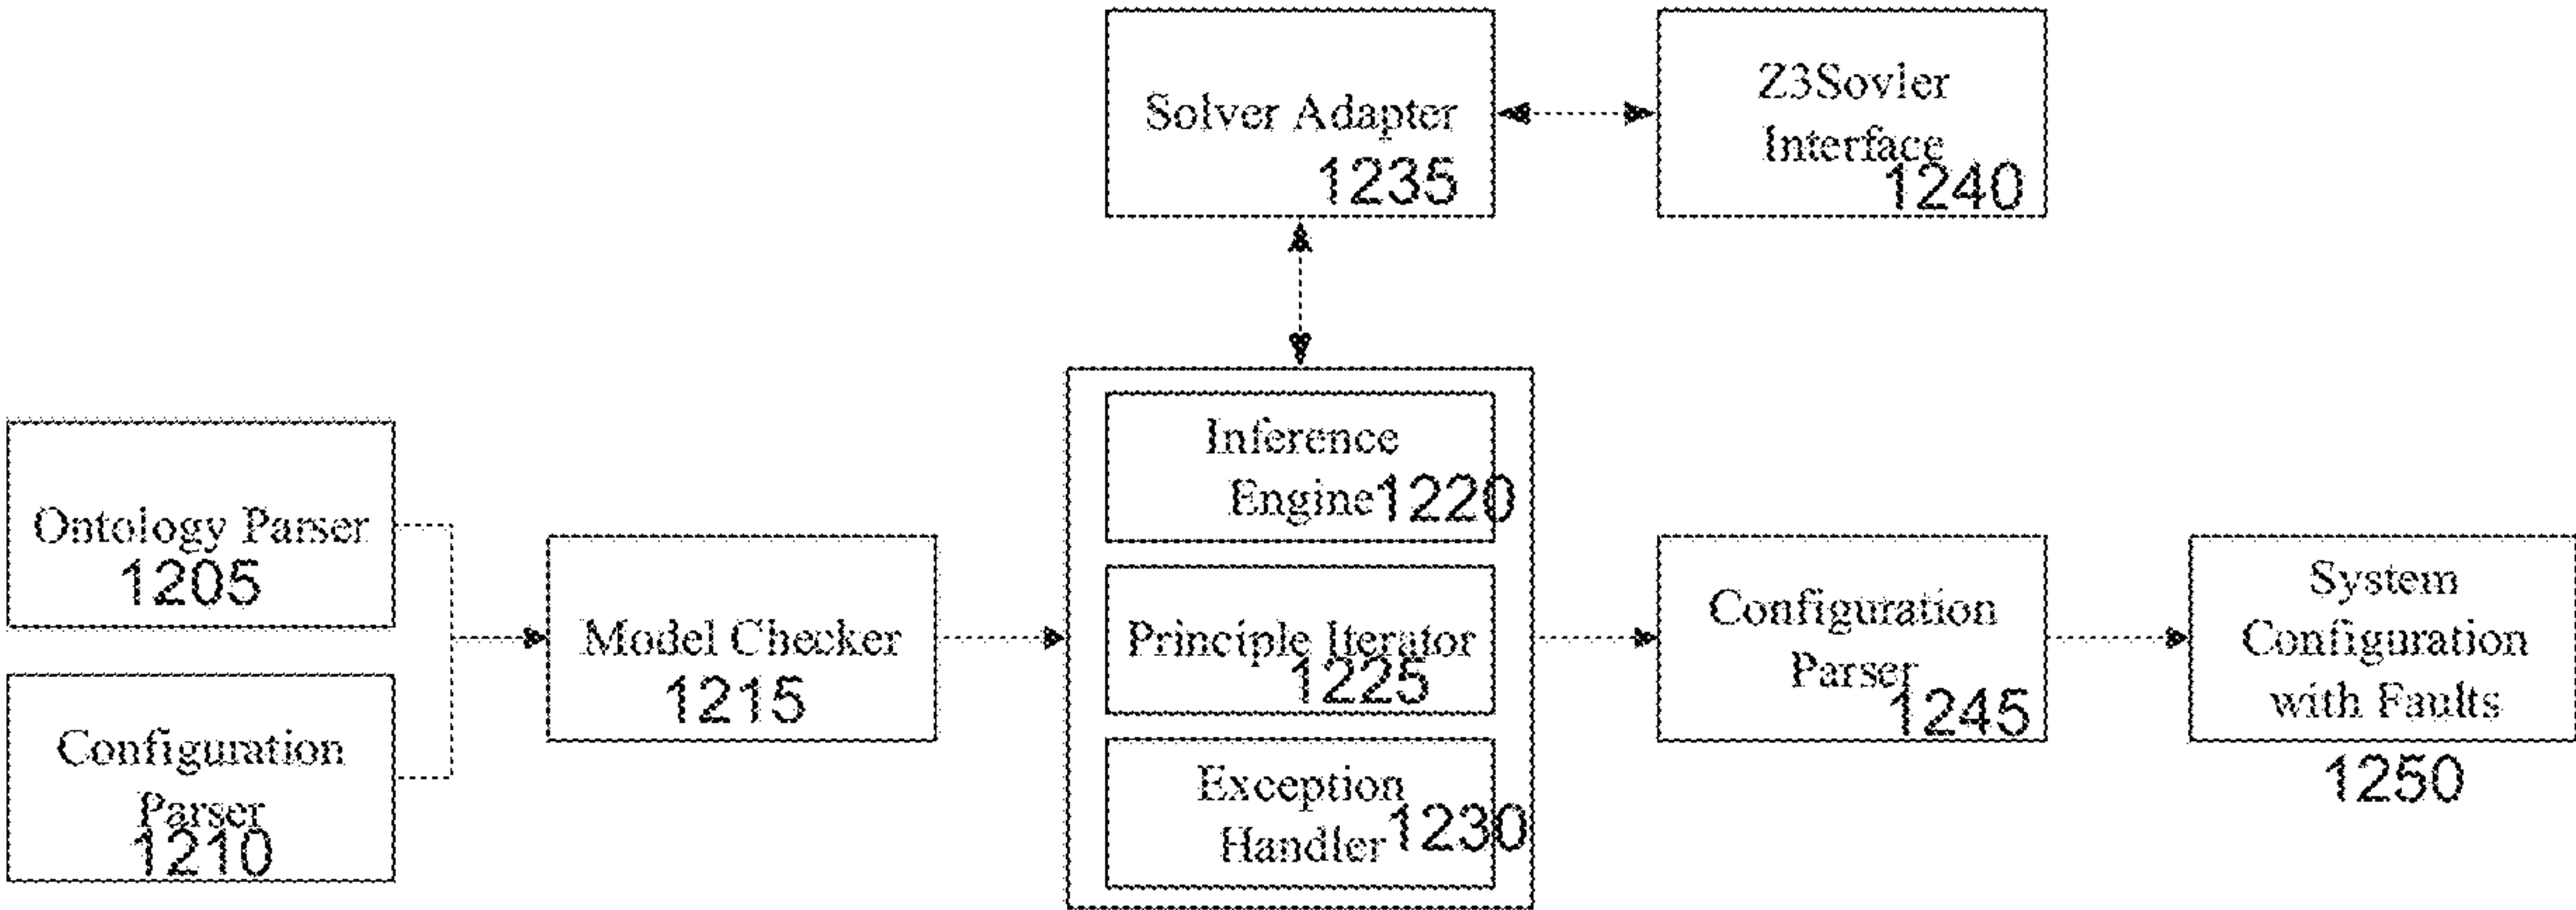 Solver Adapter
1235
Z3Sovler
Interface
1240
Ontology Parser
1205
Configuration
Parser
1210
Model Checker
1215
Inference
Engine 1220
Principle Iterator
1225
Exception
Handler 1230
Configuration
Parser
1245
System
Configuration
with Faults
1250